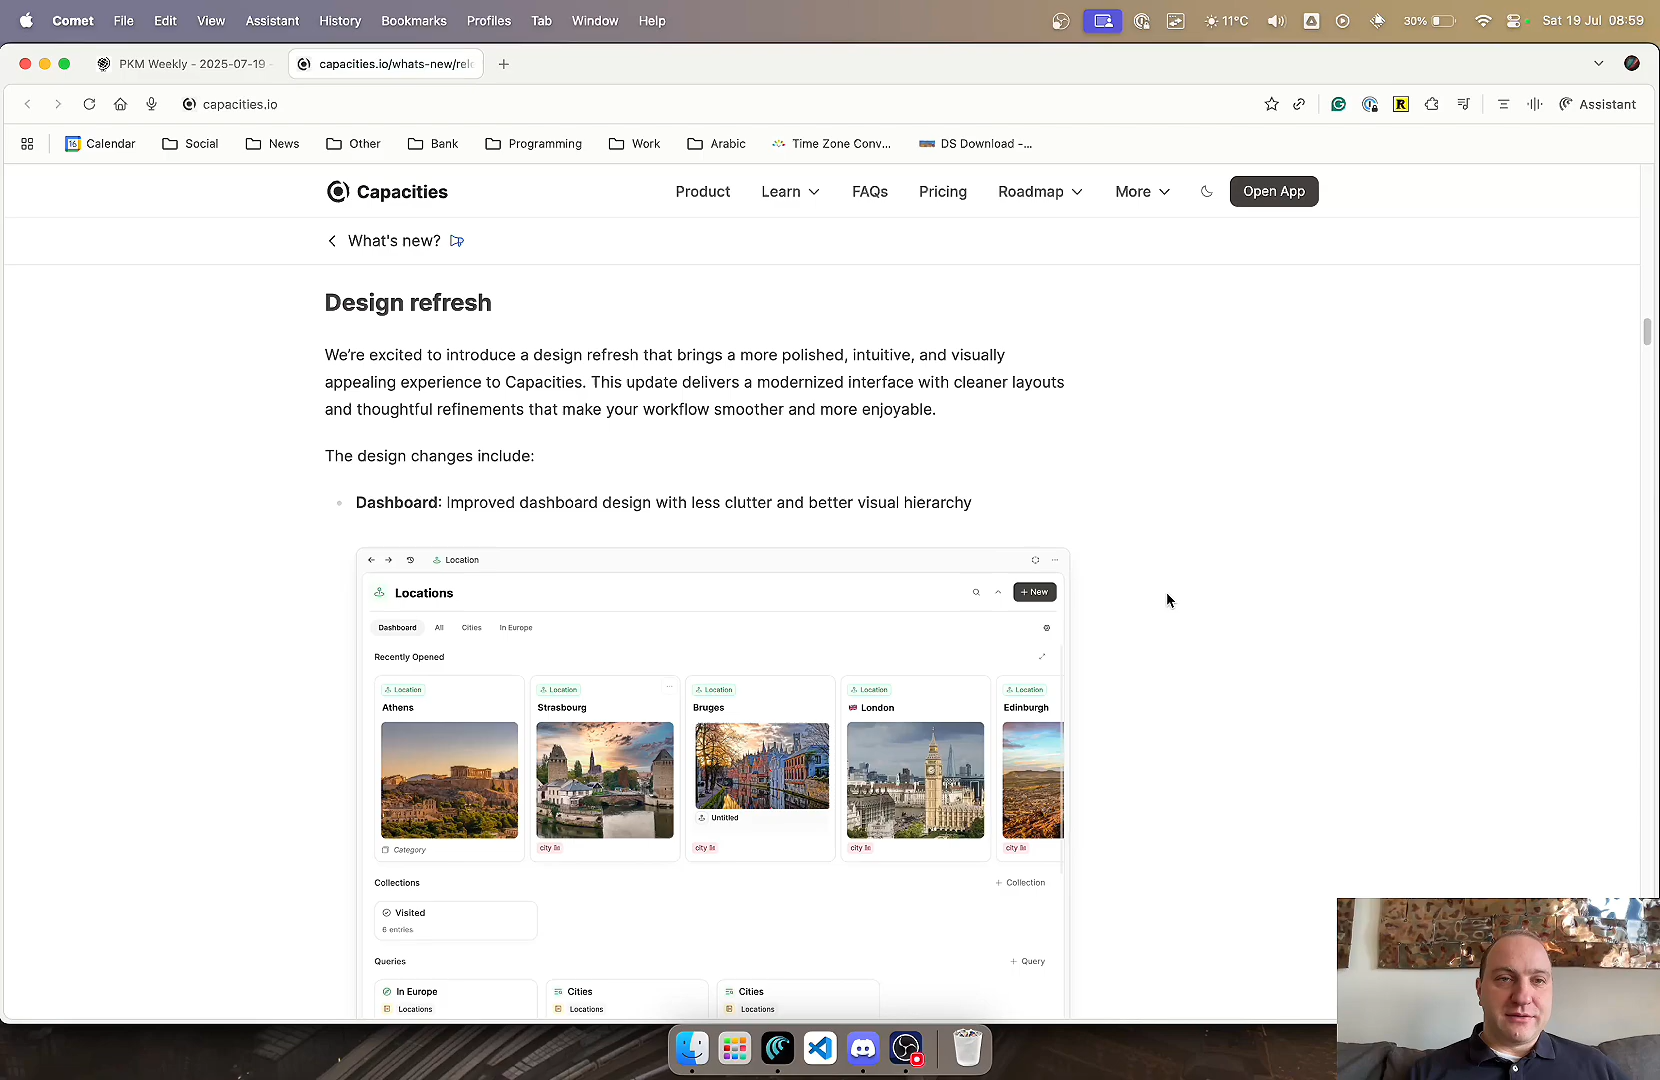 Comet File Edit View Assistant History Bookmarks Profiles Tab Window Help 11°C 30% Sat 19 Jul 08:59
PKM Weekly - 2025-07-19 capacities.io/whats-new/rel
capacities.io Assistant
Calendar Social News Other Bank Programming Work Arabic Time Zone Conv... DS Download -...
Capacities Product Learn FAQs Pricing Roadmap More Open App
What's new?
Design refresh
We're excited to introduce a design refresh that brings a more polished, intuitive, and visually
appealing experience to Capacities. This update delivers a modernized interface with cleaner layouts
and thoughtful refinements that make your workflow smoother and more enjoyable.
The design changes include:
Dashboard: Improved dashboard design with less clutter and better visual hierarchy
Location
Locations + New
Dashboard All Cities In Europe
Recently Opened
Location Location Location Location Location
Athens Strasbourg Bruges London Edinburgh
Untitled
Category city city city city
Collections + Collection
Visited
6 entries
Queries + Query
In Europe Cities Cities
Locations Locations Locations